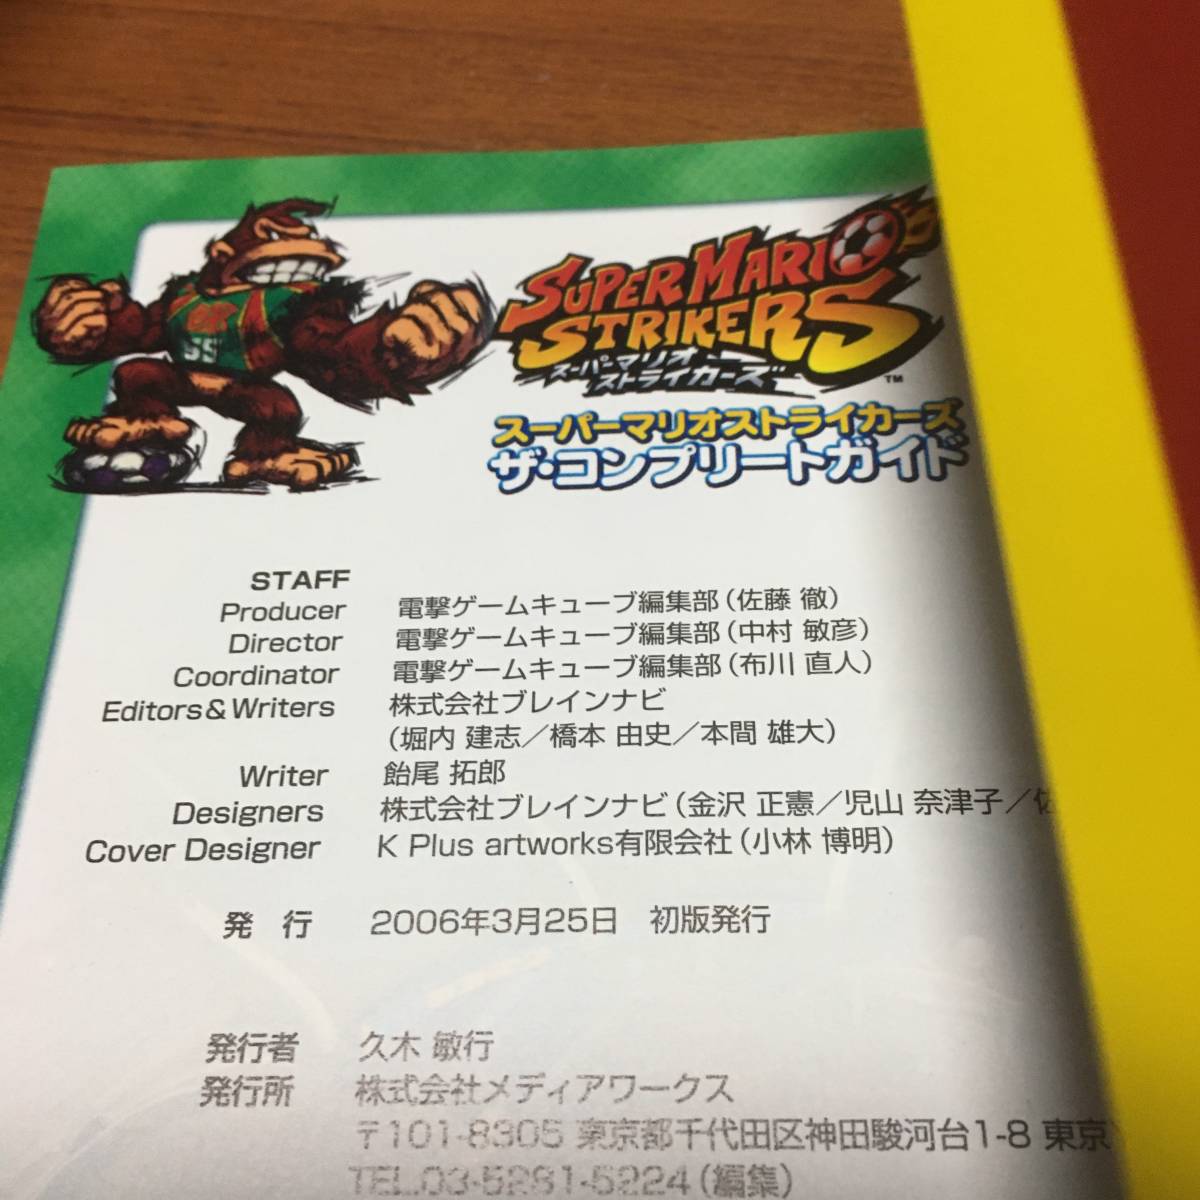 SUPER MARIO
STRIKERS
スーパーマリオ
ストライカーズ
TM
DK
55
スーパーマリオストライカーズ
ザ・コンプリートガイド
STAFF
Producer 電撃ゲームキューブ編集部（佐藤 徹）
Director 電撃ゲームキューブ編集部（中村 敏彦）
Coordinator 電撃ゲームキューブ編集部（布川 直人）
Editors&Writers 株式会社ブレインナビ
（堀内 建志／橋本 由史／本間 雄大）
Writer 飴尾 拓郎
Designers 株式会社ブレインナビ（金沢 正憲／児山 奈津子／佐
Cover Designer K Plus artworks有限会社（小林 博明）
発 行 2006年3月25日 初版発行
発行者 久木 敏行
発行所 株式会社メディアワークス
〒101-8305 東京都千代田区神田駿河台1-8 東京
TEL.03-5281-5224（編集）